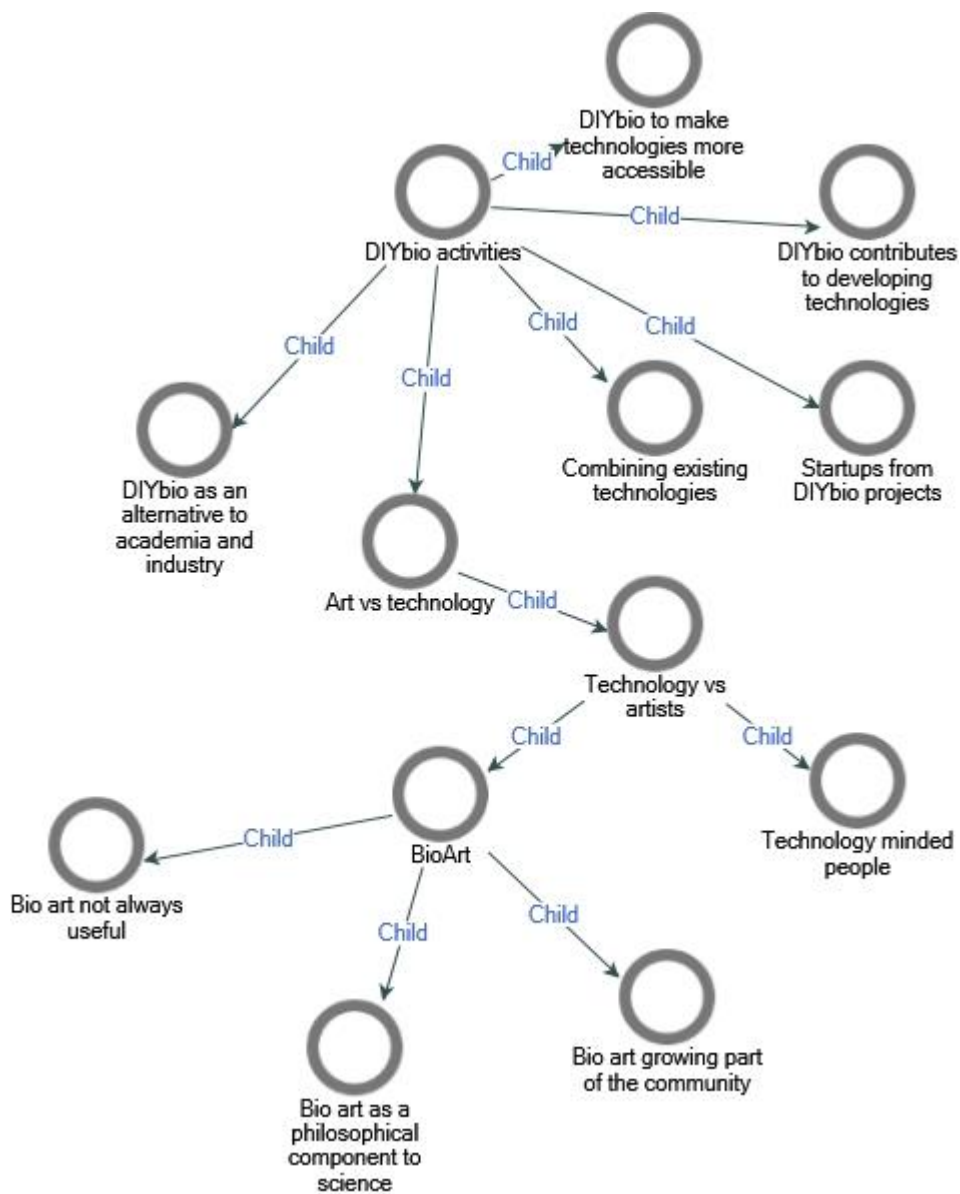 DIYbio to make
technologies more
accessible
Child
DIYbio activities
Child
DIYbio contributes
to developing
technologies
Child
Child
Child
Child
DIYbio as an
alternative to
academia and
industry
Combining existing
technologies
Startups from
DIYbio projects
Art vs technology
Child
Technology vs
artists
Child
Child
BioArt
Technology minded
people
Child
Bio art not always
useful
Child
Child
Bio art as a
philosophical
component to
science
Bio art growing part
of the community